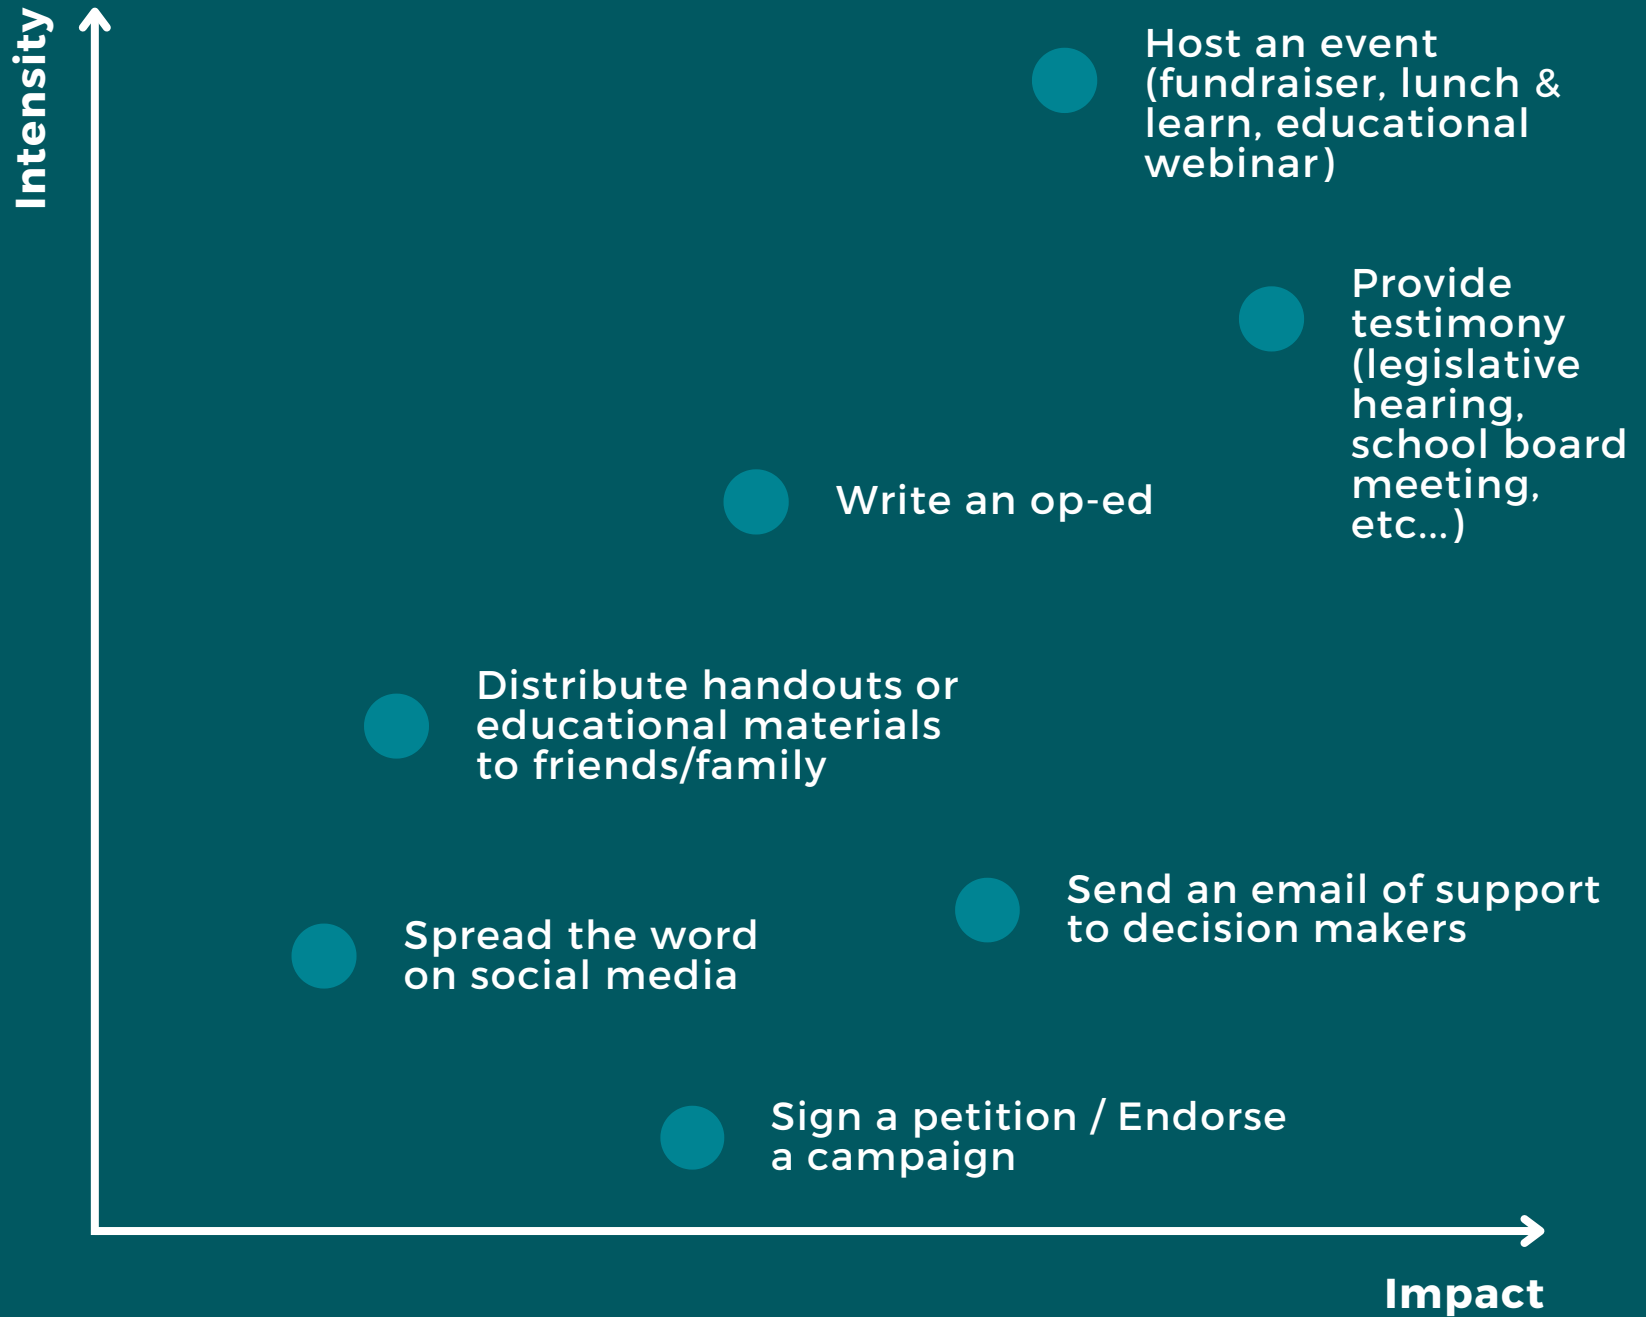 Intensity
Host an event
(fundraiser, lunch &
learn, educational
webinar)
Provide
testimony
(legislative
hearing,
school board
meeting,
etc...)
Write an op-ed
Distribute handouts or
educational materials
to friends/family
Send an email of support
to decision makers
Spread the word
on social media
Sign a petition / Endorse
a campaign
Impact